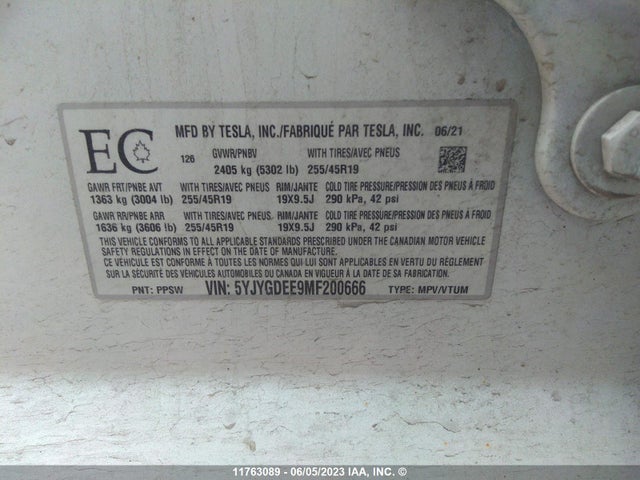 EC
MFD BY TESLA, INC./FABRIQUÉ PAR TESLA, INC. 06/21
126 GVWR/PNBV WITH TIRES/AVEC PNEUS
2405 kg (5302 lb) 255/45R19
GAWR FRT/PNBE AVT WITH TIRES/AVEC PNEUS RIM/JANTE COLD TIRE PRESSURE/PRESSION DES PNEUS À FROID
1363 kg (3004 lb) 255/45R19 19X9.5J 290 kPa, 42 psi
GAWR RR/PNBE ARR WITH TIRES/AVEC PNEUS RIM/JANTE COLD TIRE PRESSURE/PRESSION DES PNEUS À FROID
1636 kg (3606 lb) 255/45R19 19X9.5J 290 kPa, 42 psi
THIS VEHICLE CONFORMS TO ALL APPLICABLE STANDARDS PRESCRIBED UNDER THE CANADIAN MOTOR VEHICLE
SAFETY REGULATIONS IN EFFECT ON THE DATE OF MANUFACTURE.
CE VÉHICULE EST CONFORME À TOUTES LES NORMES QUI LUI SONT APPLICABLES EN VERTU DU RÈGLEMENT
SUR LA SÉCURITÉ DES VÉHICULES AUTOMOBILES DU CANADA EN VIGUEUR À LA DATE DE SA FABRICATION.
PNT: PPSW VIN: 5YJYGDEE9MF200666 TYPE: MPV/VTUM
11763089 - 06/05/2023 IAA, INC. ©